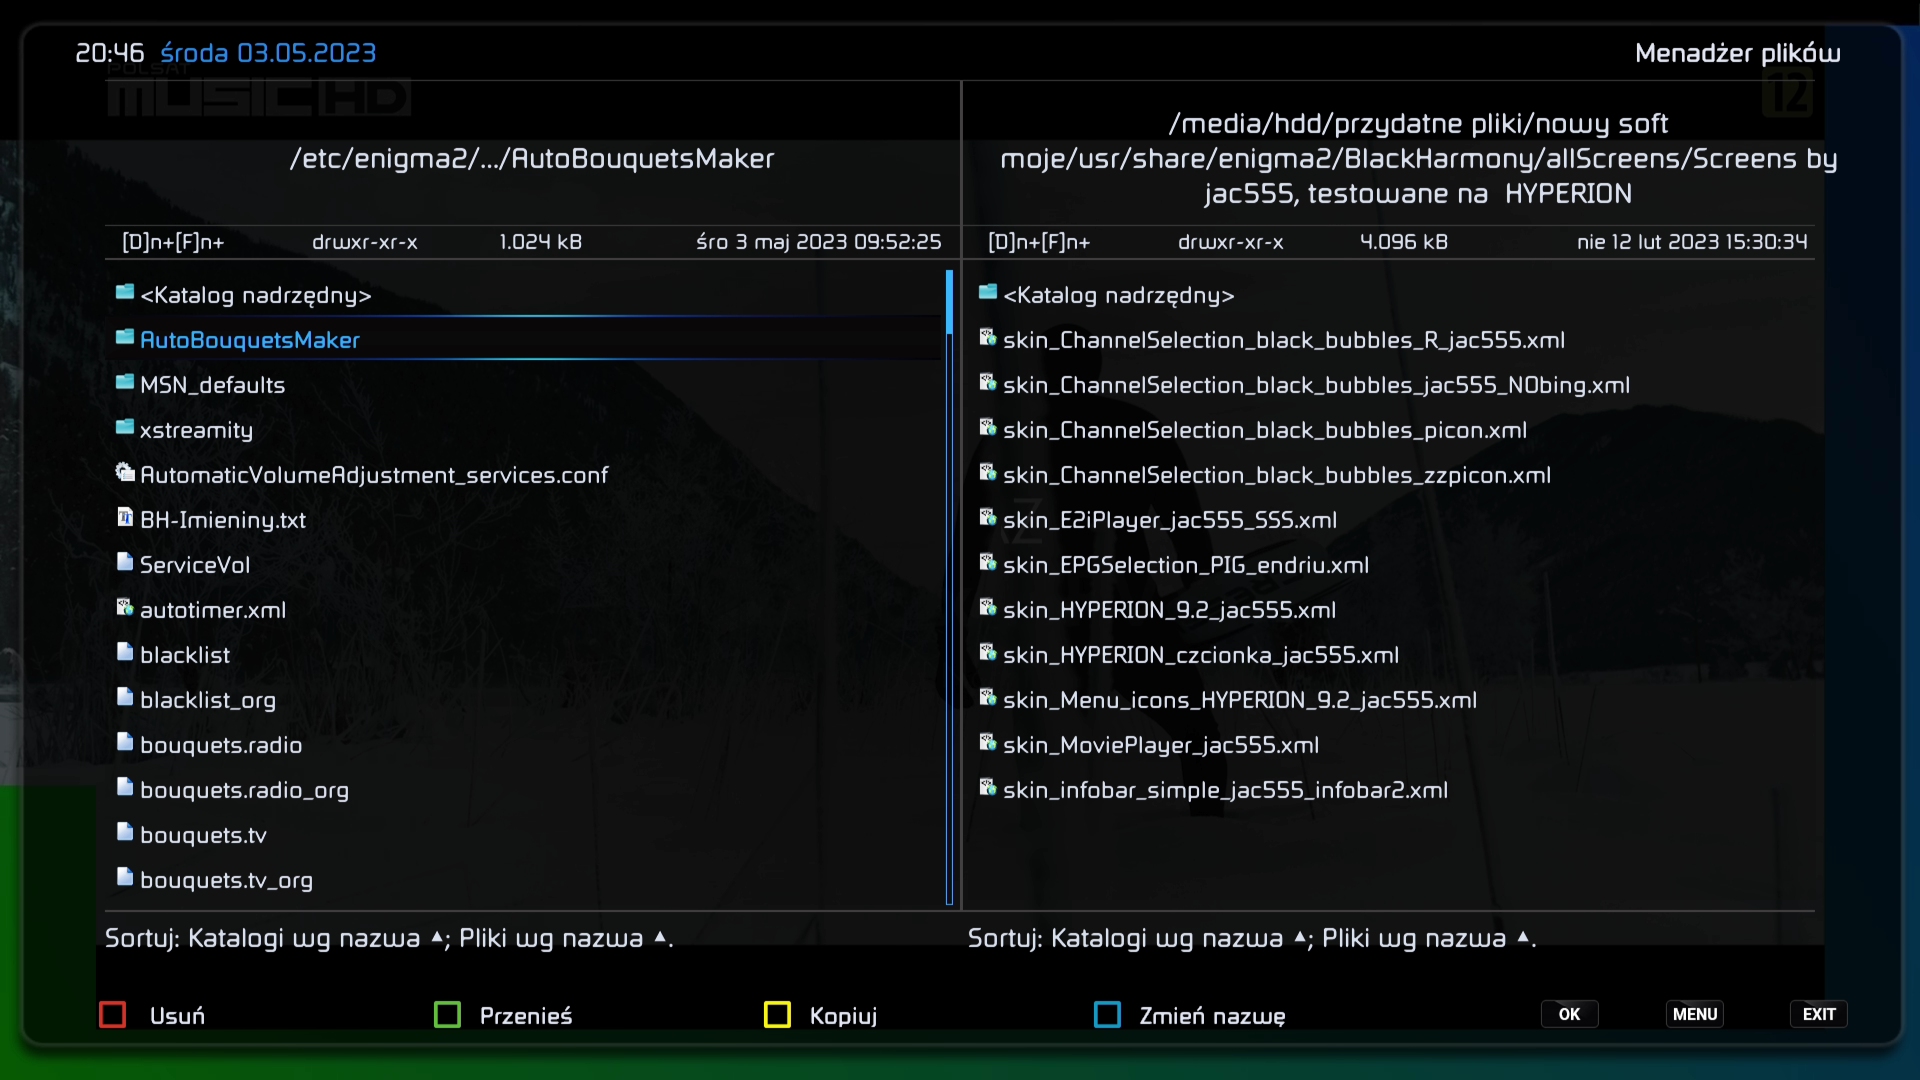 20:46 środa 03.05.2023
Menadżer plików
POLSAT
MUSIC HD
12
/etc/enigma2/.../AutoBouquetsMaker
/media/hdd/przydatne pliki/nowy soft
moje/usr/share/enigma2/BlackHarmony/allScreens/Screens by
jac555, testowane na  HYPERION
[D]n+[F]n+ drwxr-xr-x 1.024 kB śro 3 maj 2023 09:52:25
[D]n+[F]n+ drwxr-xr-x 4.096 kB nie 12 lut 2023 15:30:34
<Katalog nadrzędny>
AutoBouquetsMaker
MSN_defaults
xstreamity
AutomaticVolumeAdjustment_services.conf
BH-Imieniny.txt
ServiceVol
autotimer.xml
blacklist
blacklist_org
bouquets.radio
bouquets.radio_org
bouquets.tv
bouquets.tv_org
<Katalog nadrzędny>
skin_ChannelSelection_black_bubbles_R_jac555.xml
skin_ChannelSelection_black_bubbles_jac555_NObing.xml
skin_ChannelSelection_black_bubbles_picon.xml
skin_ChannelSelection_black_bubbles_zzpicon.xml
skin_E2iPlayer_jac555_SSS.xml
skin_EPGSelection_PIG_endriu.xml
skin_HYPERION_9.2_jac555.xml
skin_HYPERION_czcionka_jac555.xml
skin_Menu_icons_HYPERION_9.2_jac555.xml
skin_MoviePlayer_jac555.xml
skin_infobar_simple_jac555_infobar2.xml
Sortuj: Katalogi wg nazwa ▲; Pliki wg nazwa ▲.
Sortuj: Katalogi wg nazwa ▲; Pliki wg nazwa ▲.
Usuń
Przenieś
Kopiuj
Zmień nazwę
OK
MENU
EXIT